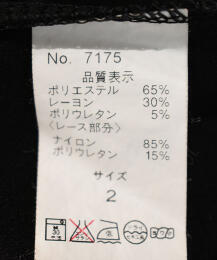 No. 7175
品質表示
ポリエステル 65%
レーヨン 30%
ポリウレタン 5%
〈レース部分〉
ナイロン 85%
ポリウレタン 15%
サイズ
2